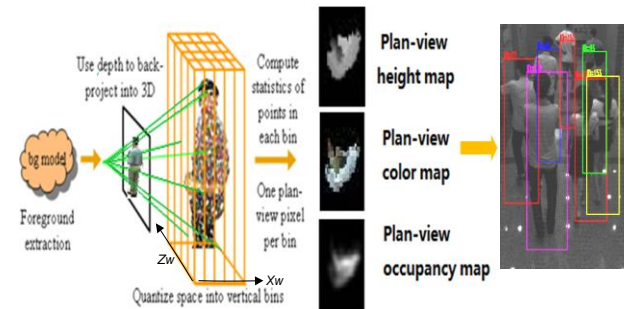 Use depth to back-
project into 3D
bg model
Foreground
extraction
Zw
Xw
Quantize space into vertical bins
Compute
statistics of
points in
each bin
One plan-
view pixel
per bin
Plan-view
height map
Plan-view
color map
Plan-view
occupancy map